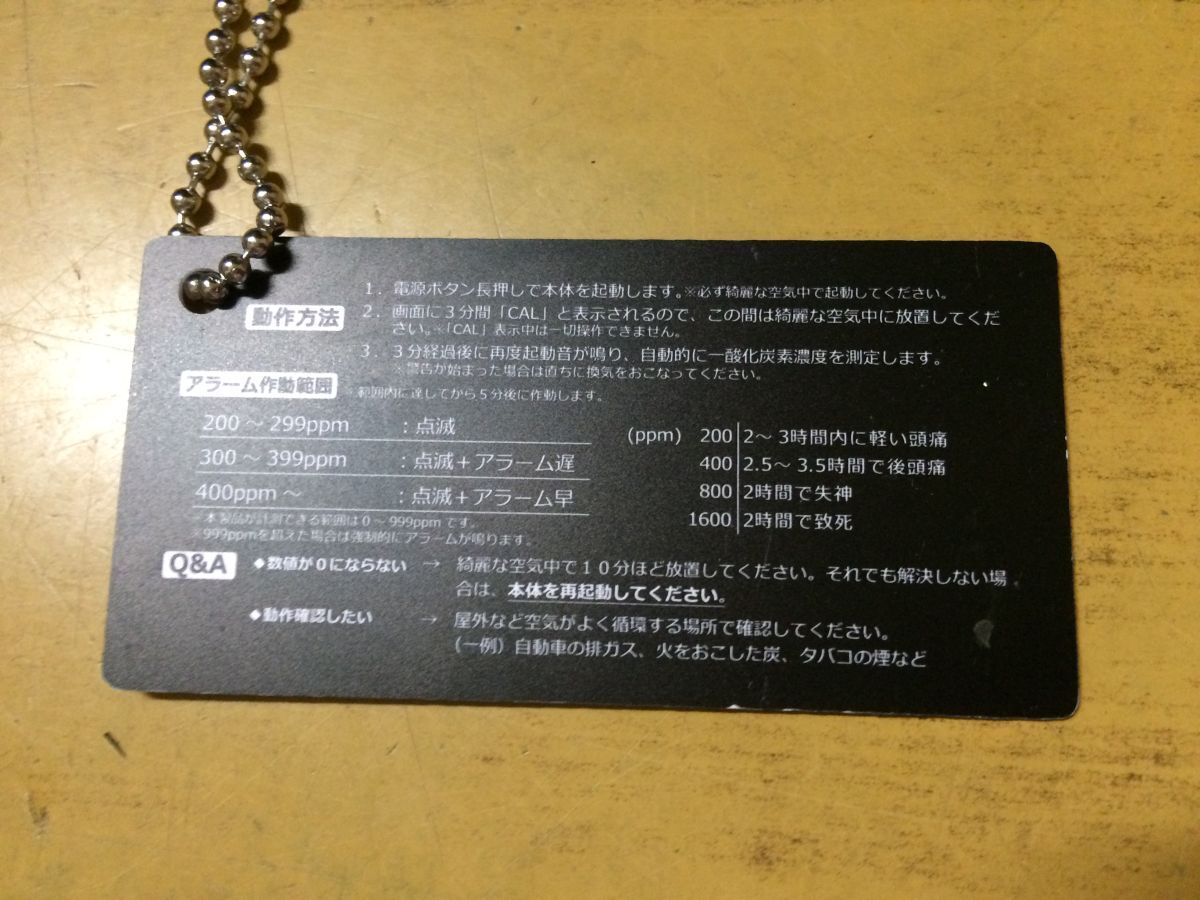 動作方法
1．電源ボタン長押しで本体を起動します。※必ず綺麗な空気中で起動してください。
2．画面に３分間「CAL」と表示されるので、この間は綺麗な空気中に放置してくだ
さい。※「CAL」表示中は一切操作できません。
3．３分経過後に再度起動音が鳴り、自動的に一酸化炭素濃度を測定します。
※警告が始まった場合は直ちに換気をおこなってください。
アラーム作動範囲 範囲内に達してから５分後に作動します。
200 ～ 299ppm ：点滅
300 ～ 399ppm ：点滅＋アラーム遅
400ppm ～ ：点滅＋アラーム早
※本製品が計測できる範囲は０～999ppm です。
※999ppmを超えた場合は強制的にアラームが鳴ります。
(ppm) 200 2～ 3時間内に軽い頭痛
400 2.5～ 3.5時間で後頭痛
800 2時間で失神
1600 2時間で致死
Q&A
◆数値が０にならない → 綺麗な空気中で１０分ほど放置してください。それでも解決しない場
合は、本体を再起動してください。
◆動作確認したい → 屋外など空気がよく循環する場所で確認してください。
（一例）自動車の排ガス、火をおこした炭、タバコの煙など